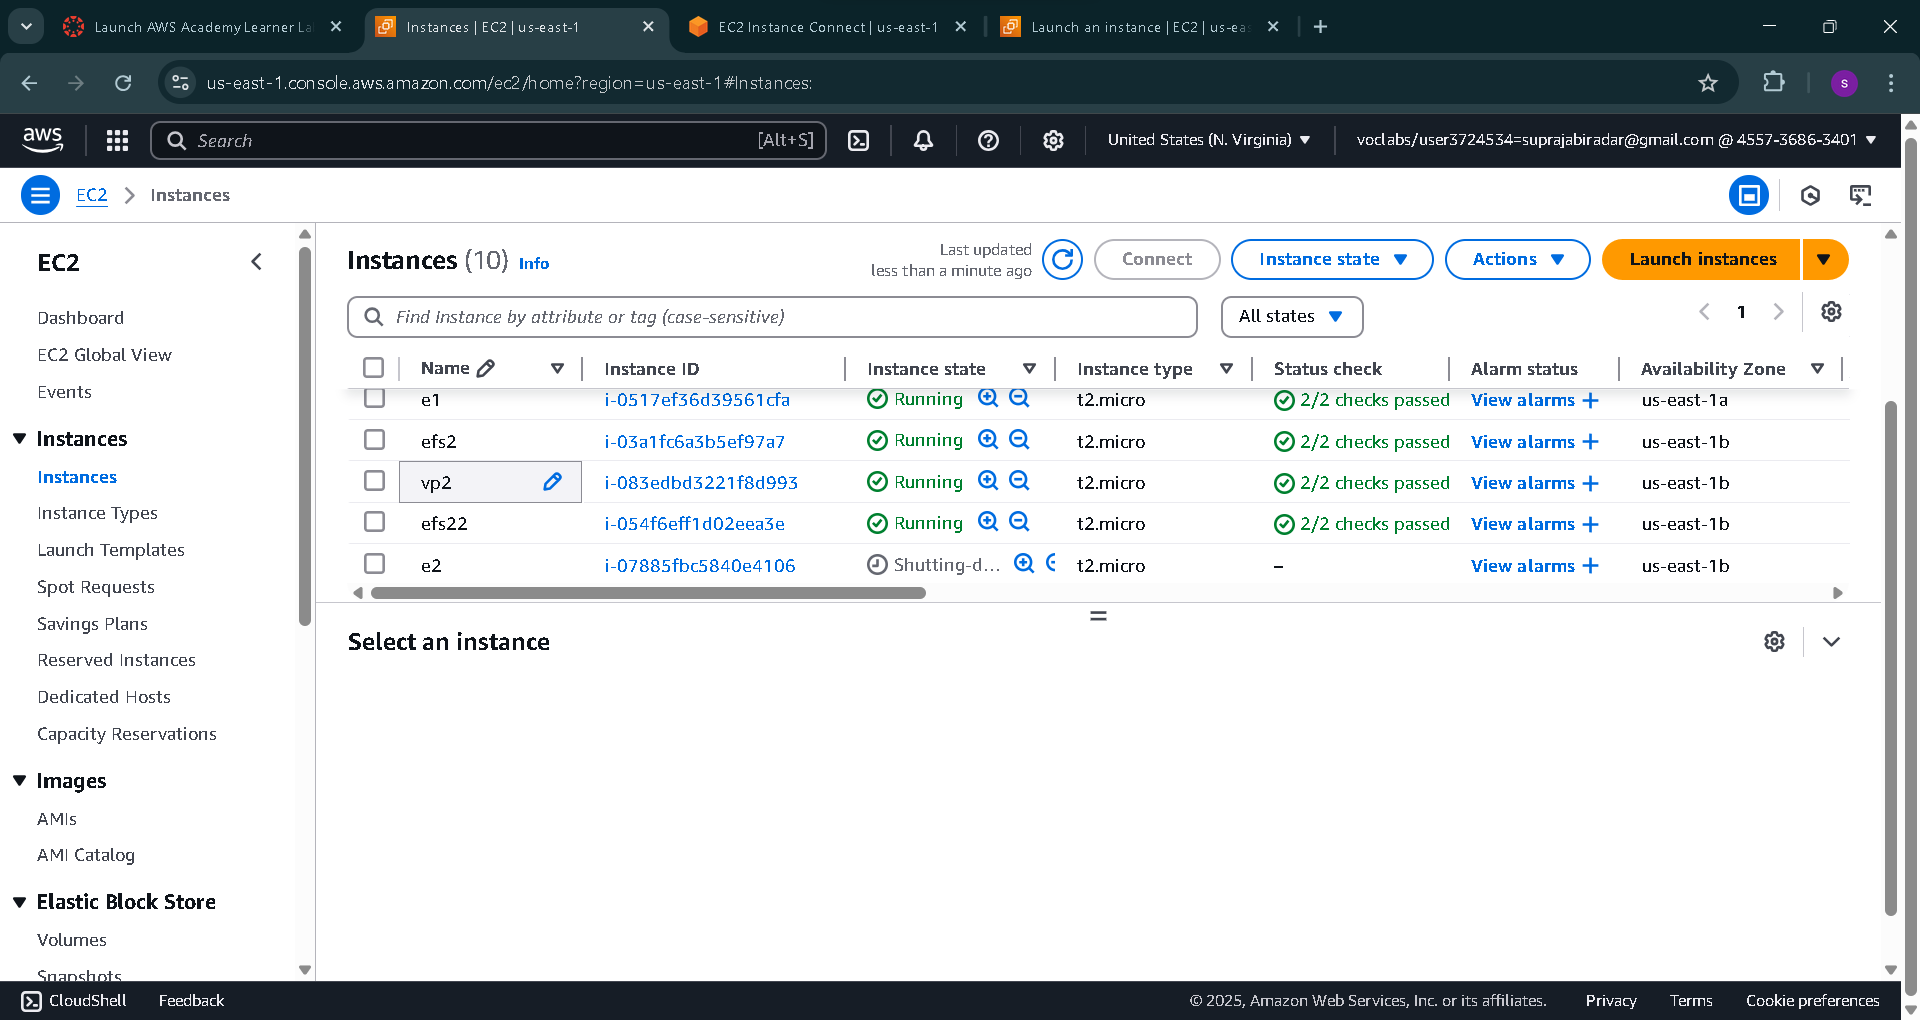 Launch AWS Academy Learner La
Instances | EC2 | us-east-1
EC2 Instance Connect | us-east-1
Launch an instance | EC2 | us-ea
us-east-1.console.aws.amazon.com/ec2/home?region=us-east-1#Instances:
s
aws
Search
[Alt+S]
United States (N. Virginia)
voclabs/user3724534=suprajabiradar@gmail.com @ 4557-3686-3401
EC2
Instances
EC2
Dashboard
EC2 Global View
Events
Instances
Instances
Instance Types
Launch Templates
Spot Requests
Savings Plans
Reserved Instances
Dedicated Hosts
Capacity Reservations
Images
AMIs
AMI Catalog
Elastic Block Store
Volumes
Snapshots
Instances (10) Info
Last updated
less than a minute ago
Connect
Instance state
Actions
Launch instances
Find Instance by attribute or tag (case-sensitive)
All states
1
Name Instance ID Instance state Instance type Status check Alarm status Availability Zone
e1 i-0517ef36d39561cfa Running t2.micro 2/2 checks passed View alarms + us-east-1a
efs2 i-03a1fc6a3b5ef97a7 Running t2.micro 2/2 checks passed View alarms + us-east-1b
vp2 i-083edbd3221f8d993 Running t2.micro 2/2 checks passed View alarms + us-east-1b
efs22 i-054f6eff1d02eea3e Running t2.micro 2/2 checks passed View alarms + us-east-1b
e2 i-07885fbc5840e4106 Shutting-d... t2.micro – View alarms + us-east-1b
Select an instance
CloudShell
Feedback
© 2025, Amazon Web Services, Inc. or its affiliates.
Privacy
Terms
Cookie preferences